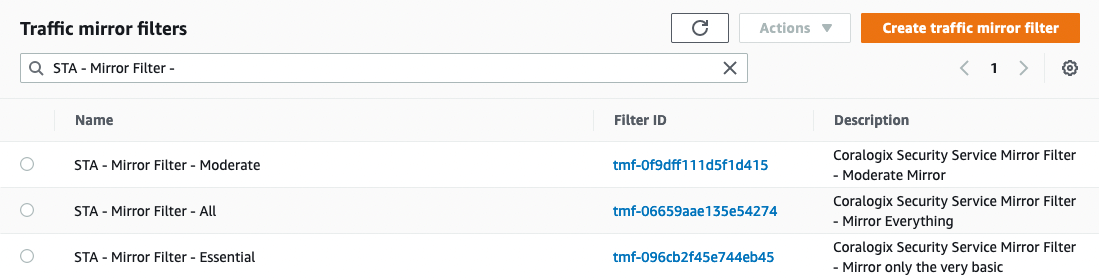 Traffic mirror filters
Actions
Create traffic mirror filter
STA - Mirror Filter -
1
Name Filter ID Description
STA - Mirror Filter - Moderate tmf-0f9dff111d5f1d415 Coralogix Security Service Mirror Filter
- Moderate Mirror
STA - Mirror Filter - All tmf-06659aae135e54274 Coralogix Security Service Mirror Filter
- Mirror Everything
STA - Mirror Filter - Essential tmf-096cb2f45e744eb45 Coralogix Security Service Mirror Filter
- Mirror only the very basic